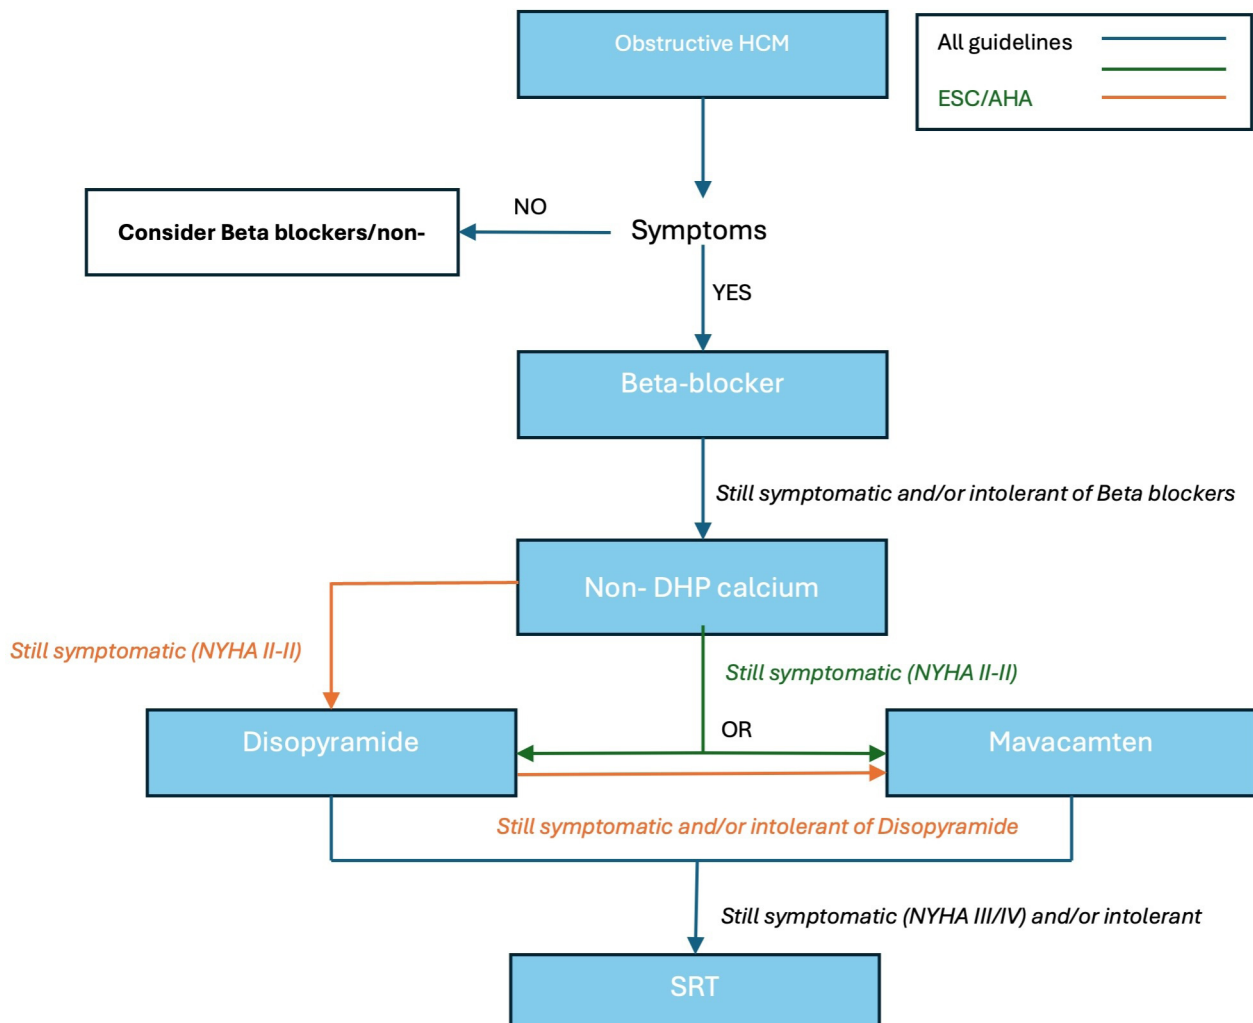 Obstructive HCM
All guidelines
ESC/AHA
Consider Beta blockers/non-
NO
Symptoms
YES
Beta-blocker
Still symptomatic and/or intolerant of Beta blockers
Non- DHP calcium
Still symptomatic (NYHA II-II)
Still symptomatic (NYHA II-II)
Disopyramide
OR
Mavacamten
Still symptomatic and/or intolerant of Disopyramide
Still symptomatic (NYHA III/IV) and/or intolerant
SRT